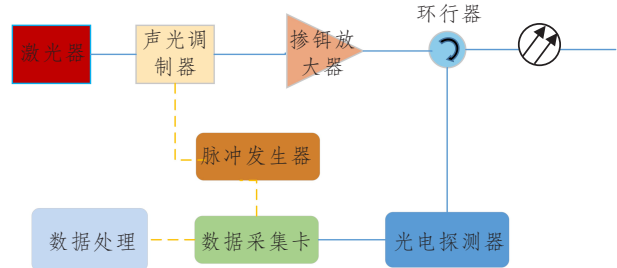 环行器
激光器
声光调
制器
掺铒放
大器
脉冲发生器
数据处理
数据采集卡
光电探测器